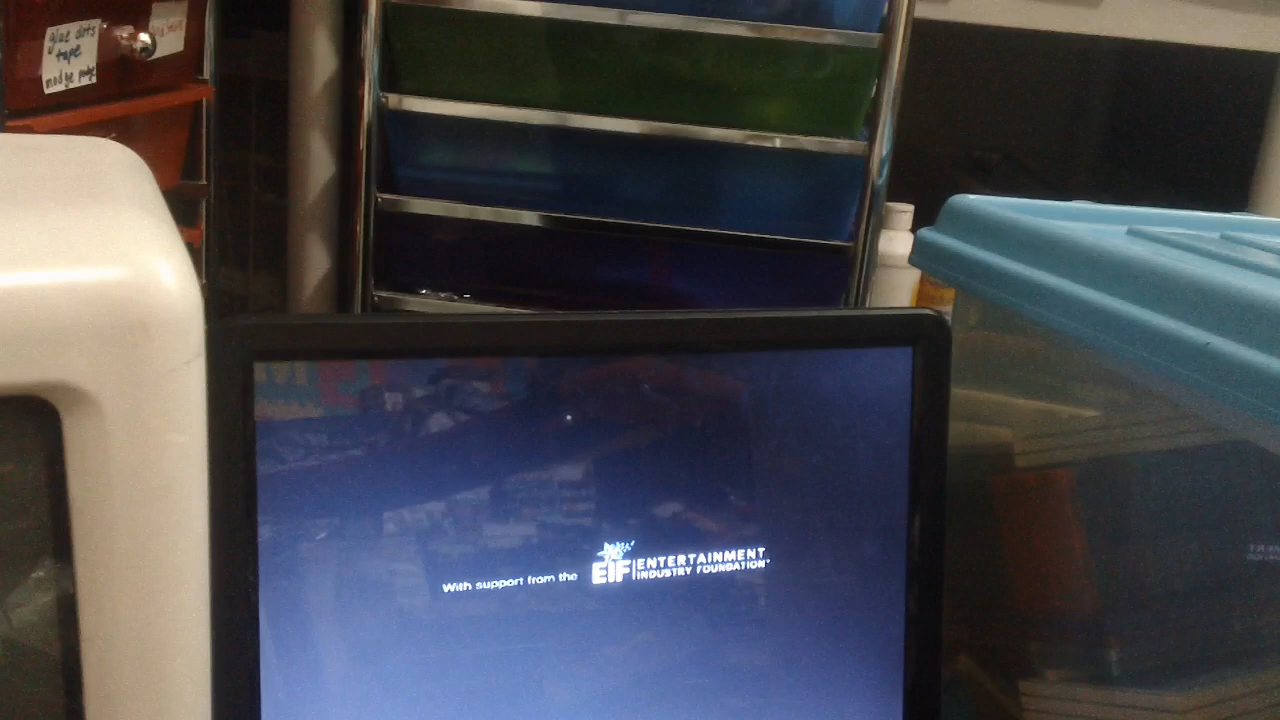 glue dots
tape
modge podge
With support from the EIF ENTERTAINMENT
INDUSTRY FOUNDATION